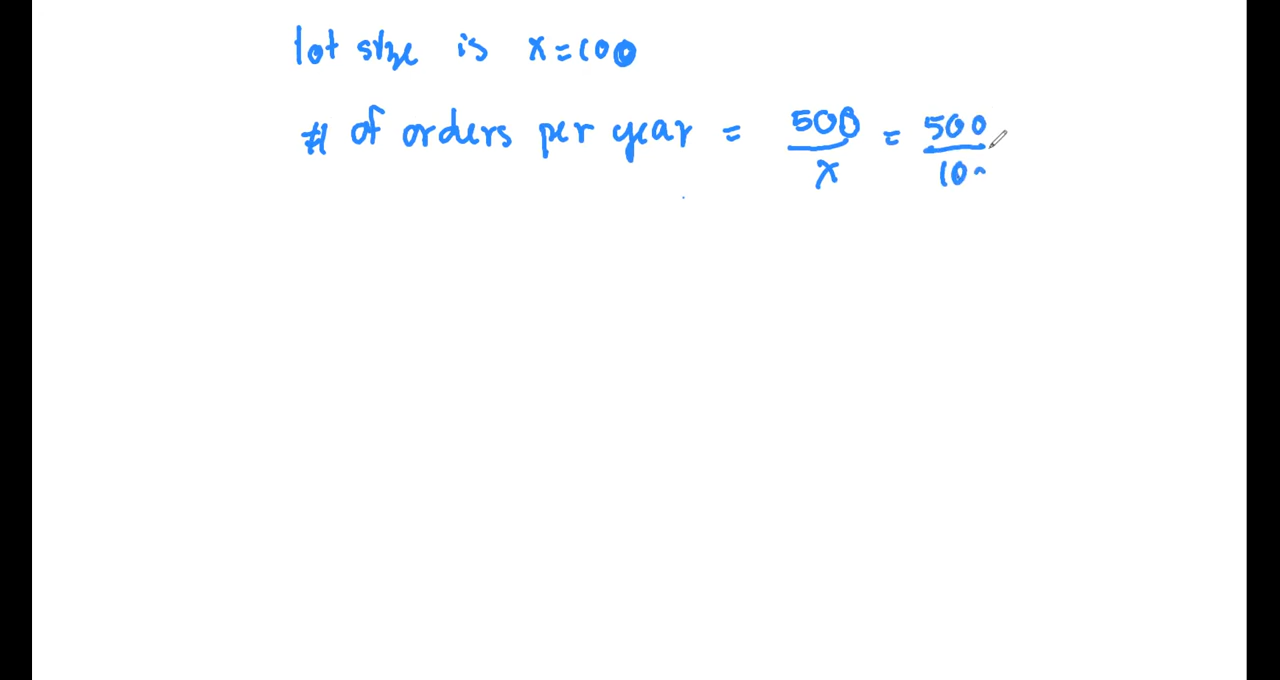 lot size is x=100
# of orders per year = 500/x = 500/10